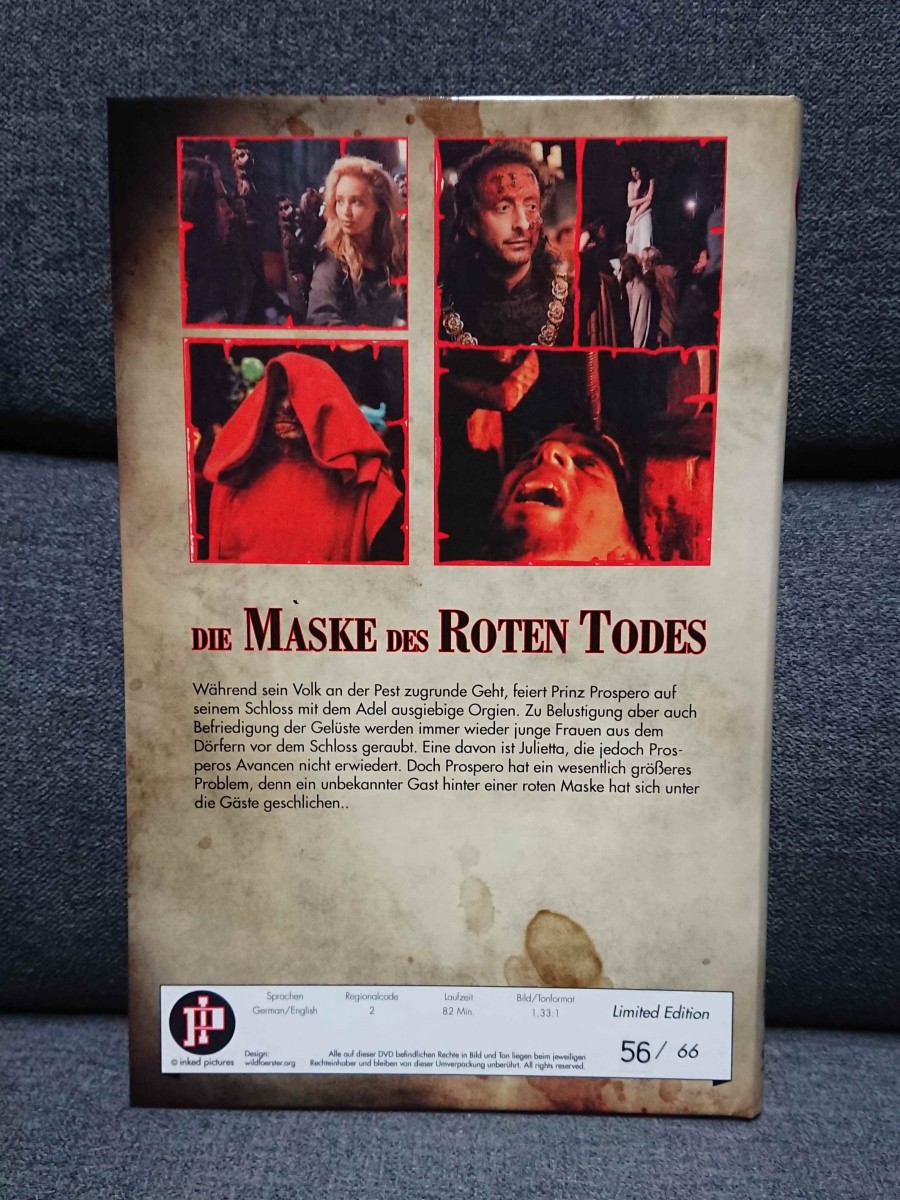 DIE MASKE DES ROTEN TODES
Während sein Volk an der Pest zugrunde Geht, feiert Prinz Prospero auf
seinem Schloss mit dem Adel ausgiebige Orgien. Zu Belustigung aber auch
Befriedigung der Gelüste werden immer wieder junge Frauen aus dem
Dörfern vor dem Schloss geraubt. Eine davon ist Julietta, die jedoch Pros-
peros Avancen nicht erwiedert. Doch Prospero hat ein wesentlich größeres
Problem, denn ein unbekannter Gast hinter einer roten Maske hat sich unter
die Gäste geschlichen..
Sprachen
German/English
Regionalcode
2
Laufzeit
82 Min.
Bild/Tonformat
1,33:1
Limited Edition
56 / 66
iP
© inked pictures
Design:
wildfaerster.org
Alle auf dieser DVD befindlichen Rechte in Bild und Ton liegen beim jeweiligen
Rechteinhaber und bleiben von dieser Umverpackung unberührt. All rights reserved.